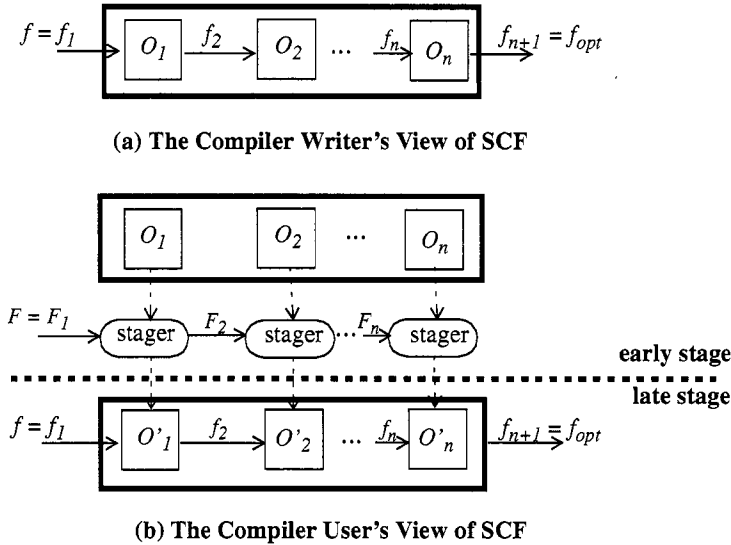 f = f1 O1 f2 O2 ... fn On fn+1 = fopt
(a) The Compiler Writer's View of SCF
O1 O2 ... On
F = F1 stager F2 stager ... Fn stager
early stage
late stage
f = f1 O'1 f2 O'2 ... fn O'n fn+1 = fopt
(b) The Compiler User's View of SCF